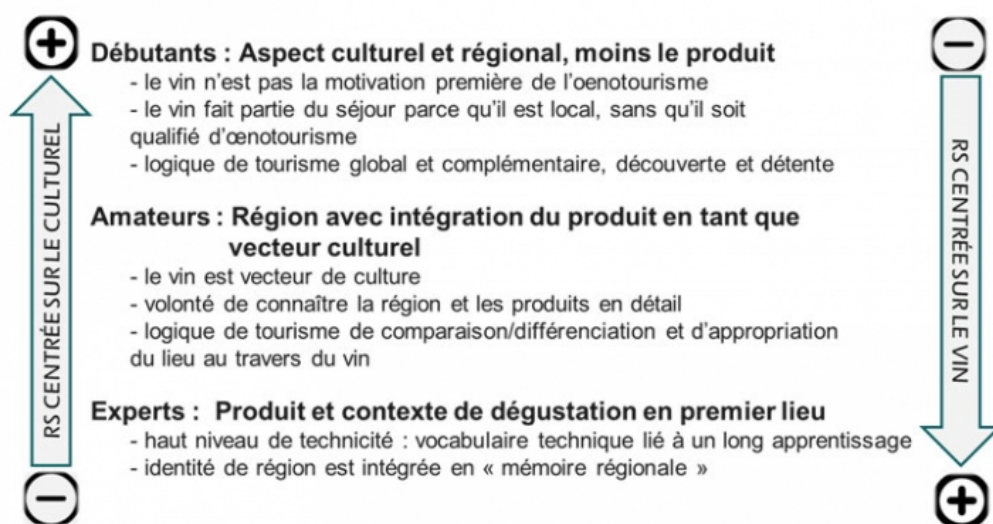 Débutants : Aspect culturel et régional, moins le produit
- le vin n'est pas la motivation première de l'oenotourisme
- le vin fait partie du séjour parce qu'il est local, sans qu'il soit
qualifié d'œnotourisme
- logique de tourisme global et complémentaire, découverte et détente
Amateurs : Région avec intégration du produit en tant que
vecteur culturel
- le vin est vecteur de culture
- volonté de connaître la région et les produits en détail
- logique de tourisme de comparaison/différenciation et d'appropriation
du lieu au travers du vin
Experts : Produit et contexte de dégustation en premier lieu
- haut niveau de technicité : vocabulaire technique lié à un long apprentissage
- identité de région est intégrée en « mémoire régionale »
RS CENTRÉE SUR LE CULTUREL
RS CENTRÉE SUR LE VIN